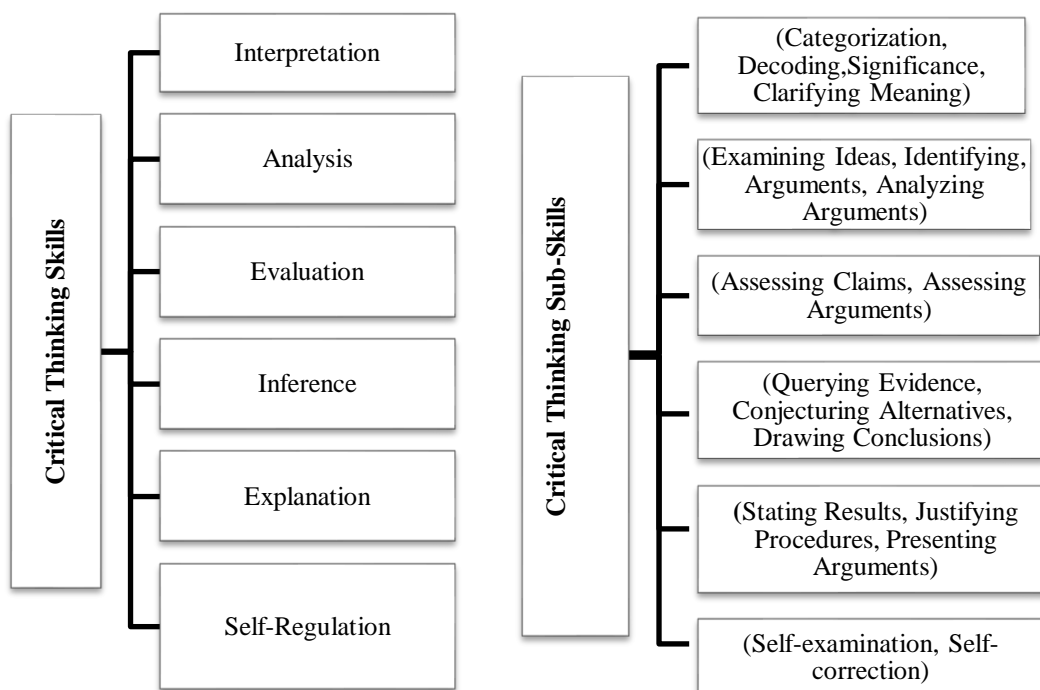 Critical Thinking Skills
Interpretation
Analysis
Evaluation
Inference
Explanation
Self-Regulation
Critical Thinking Sub-Skills
(Categorization,
Decoding,Significance,
Clarifying Meaning)
(Examining Ideas, Identifying,
Arguments, Analyzing
Arguments)
(Assessing Claims, Assessing
Arguments)
(Querying Evidence,
Conjecturing Alternatives,
Drawing Conclusions)
(Stating Results, Justifying
Procedures, Presenting
Arguments)
(Self-examination, Self-
correction)